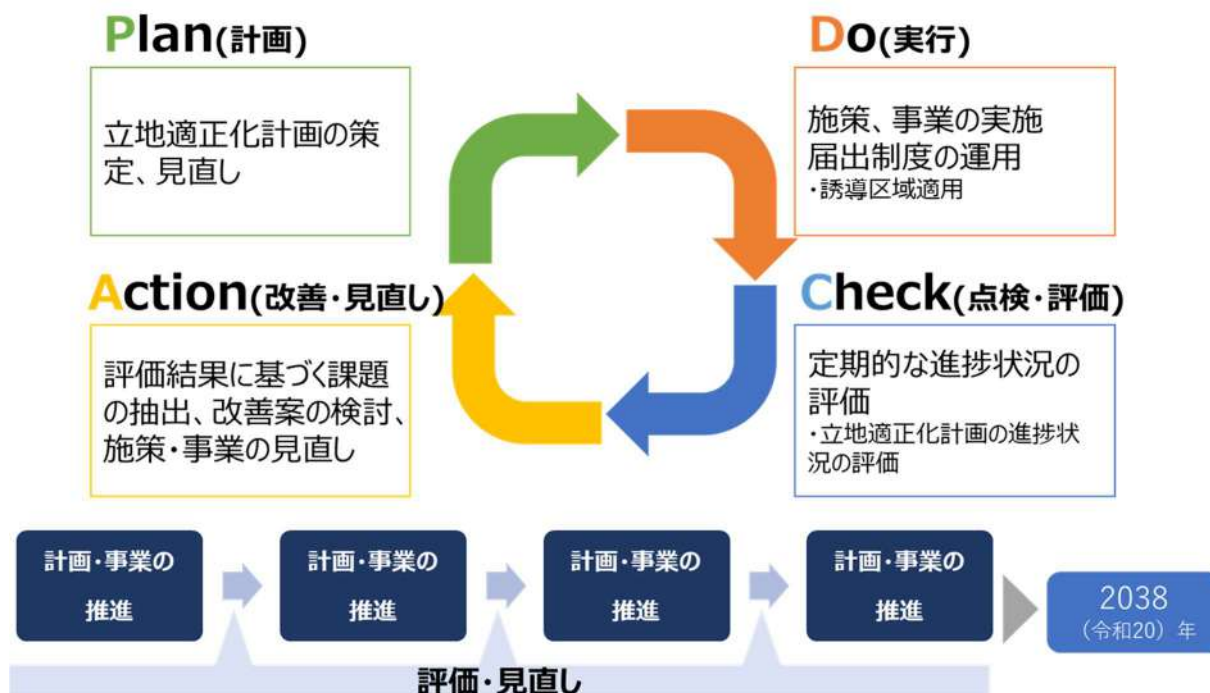 Plan(計画)
立地適正化計画の策
定、見直し
Do(実行)
施策、事業の実施
届出制度の運用
・誘導区域適用
Action(改善・見直し)
評価結果に基づく課題
の抽出、改善案の検討、
施策・事業の見直し
Check(点検・評価)
定期的な進捗状況の
評価
・立地適正化計画の進捗状
況の評価
計画・事業の
推進
計画・事業の
推進
計画・事業の
推進
計画・事業の
推進
2038
(令和20)年
評価・見直し